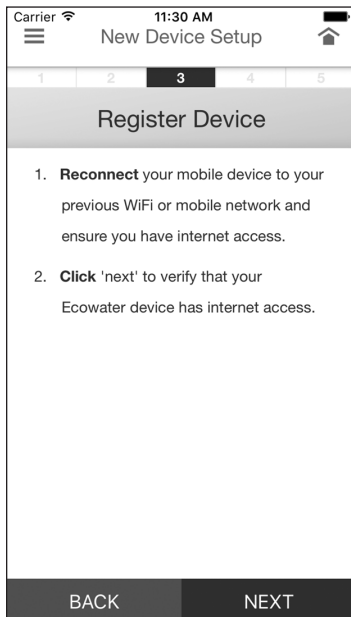 Carrier 11:30 AM
New Device Setup
1 2 3 4 5
Register Device
1. Reconnect your mobile device to your
previous WiFi or mobile network and
ensure you have internet access.
2. Click 'next' to verify that your
Ecowater device has internet access.
BACK NEXT